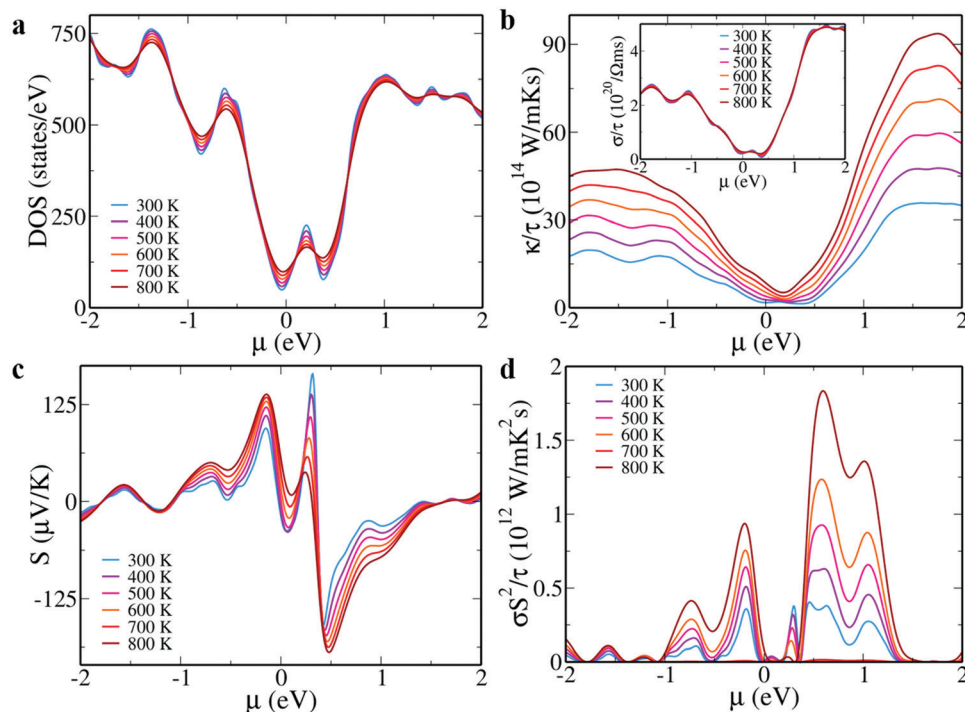 a
DOS (states/eV)
750
500
250
0
300 K
400 K
500 K
600 K
700 K
800 K
-2 -1 0 1 2
μ (eV)
b
κ/τ (10^14 W/mKs)
90
60
30
0
σ/τ (10^20/Ωms)
4
2
0
300 K
400 K
500 K
600 K
700 K
800 K
-2 -1 0 1 2
μ (eV)
-2 -1 0 1 2
μ (eV)
c
S (μV/K)
125
0
-125
300 K
400 K
500 K
600 K
700 K
800 K
-2 -1 0 1 2
μ (eV)
d
σS²/τ (10^12 W/mK²s)
2
1.5
1
0.5
0
300 K
400 K
500 K
600 K
700 K
800 K
-2 -1 0 1 2
μ (eV)